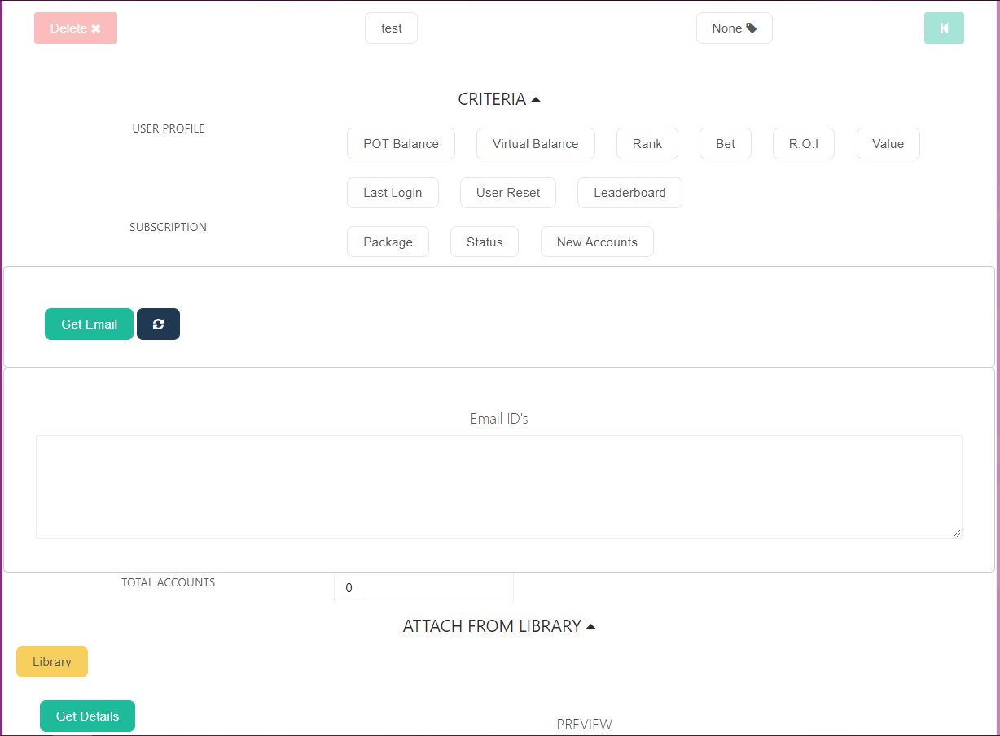 Delete test None
CRITERIA
USER PROFILE
POT Balance Virtual Balance Rank Bet R.O.I Value
Last Login User Reset Leaderboard
SUBSCRIPTION
Package Status New Accounts
Get Email
Email ID's
TOTAL ACCOUNTS 0
ATTACH FROM LIBRARY
Library
Get Details
PREVIEW